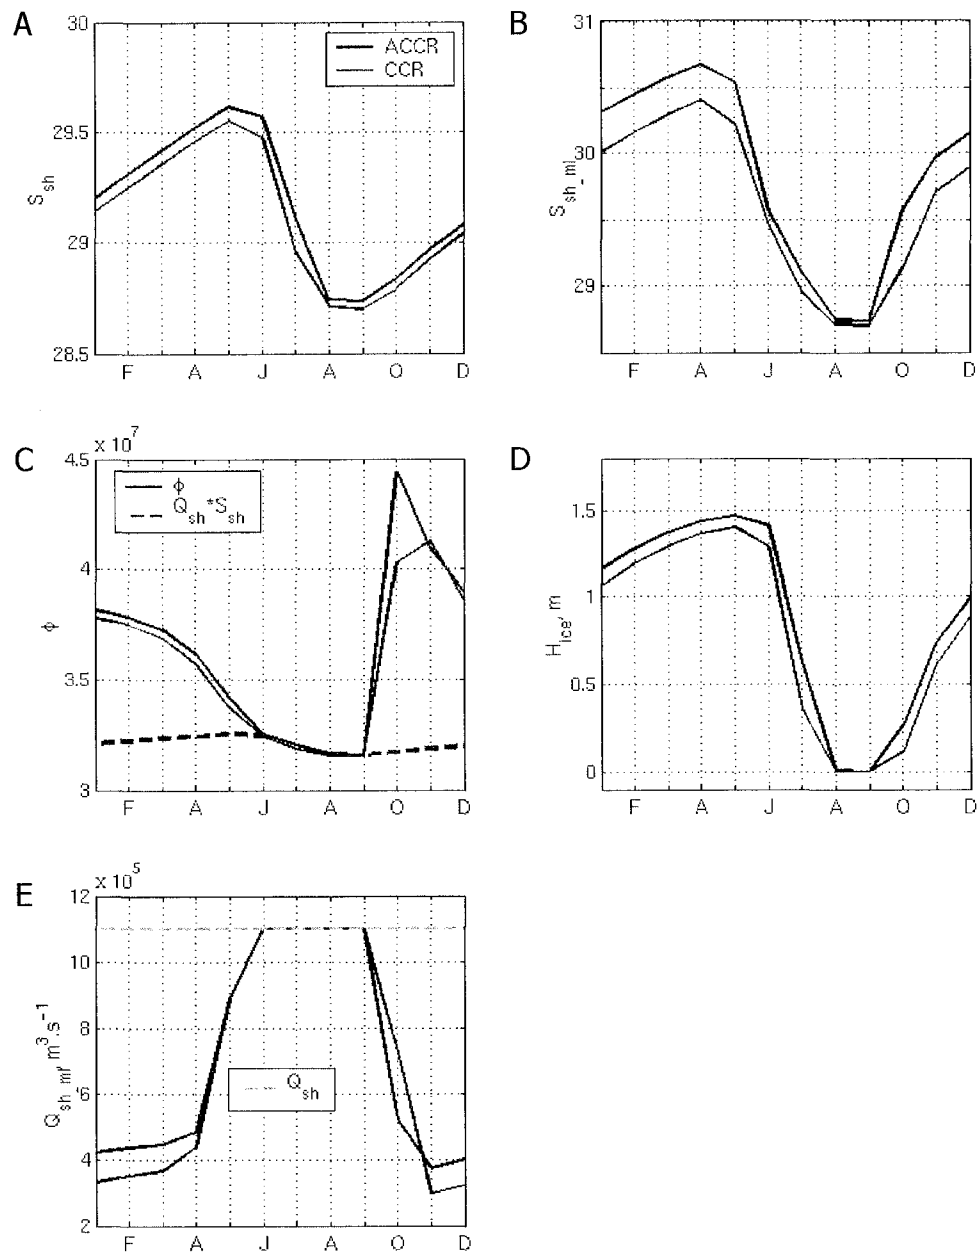 A
30
29.5
29
28.5
S_sh
ACCR
CCR
F A J A O D
B
31
30
29
S_sh_ml
F A J A O D
C
x 10^7
4.5
4
3.5
3
ϕ
ϕ
Q_sh*S_sh
F A J A O D
D
1.5
1
0.5
0
H_ice, m
F A J A O D
E
x 10^5
12
10
8
6
4
2
Q_sh_ml, m^3.s^-1
Q_sh
F A J A O D